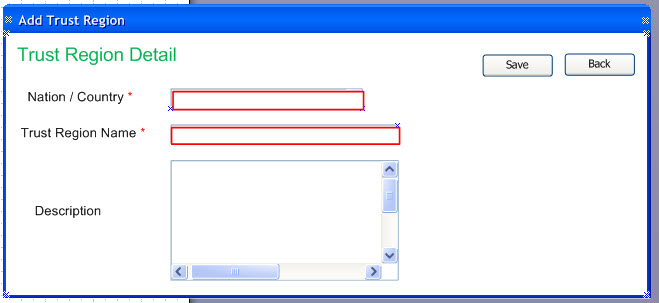 Add Trust Region
Trust Region Detail
Save
Back
Nation / Country *
Trust Region Name *
Description